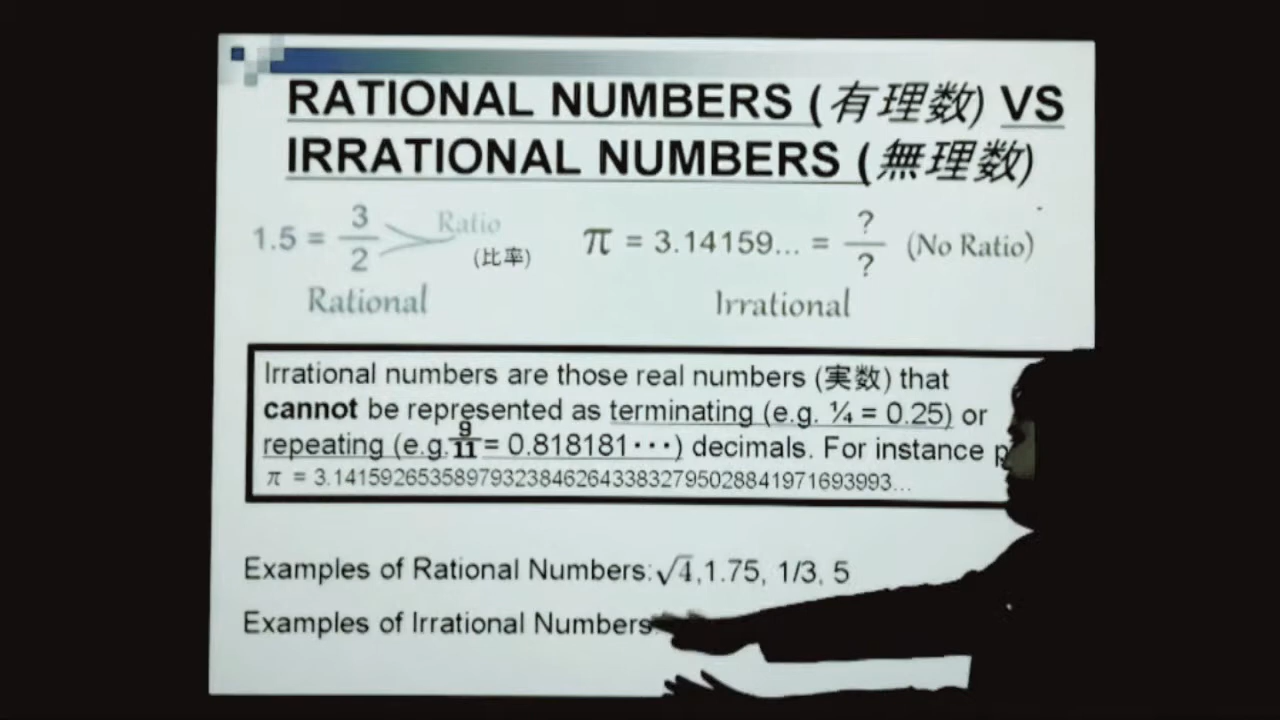 RATIONAL NUMBERS (有理数) VS
IRRATIONAL NUMBERS (無理数)
1.5 = 3/2 Ratio
(比率)
π = 3.14159... = ?/? (No Ratio)
Rational
Irrational
Irrational numbers are those real numbers (実数) that
cannot be represented as terminating (e.g. ¼ = 0.25) or
repeating (e.g. 9/11 = 0.818181···) decimals. For instance
π = 3.1415926535897932384626433832795028841971693993...
Examples of Rational Numbers: √4, 1.75, 1/3, 5
Examples of Irrational Numbers: